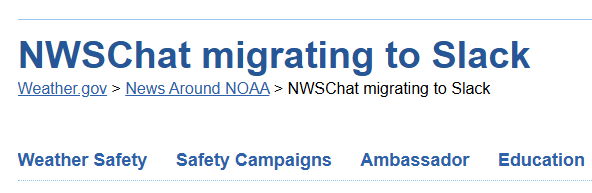 NWSChat migrating to Slack
Weather.gov > News Around NOAA > NWSChat migrating to Slack
Weather Safety Safety Campaigns Ambassador Education